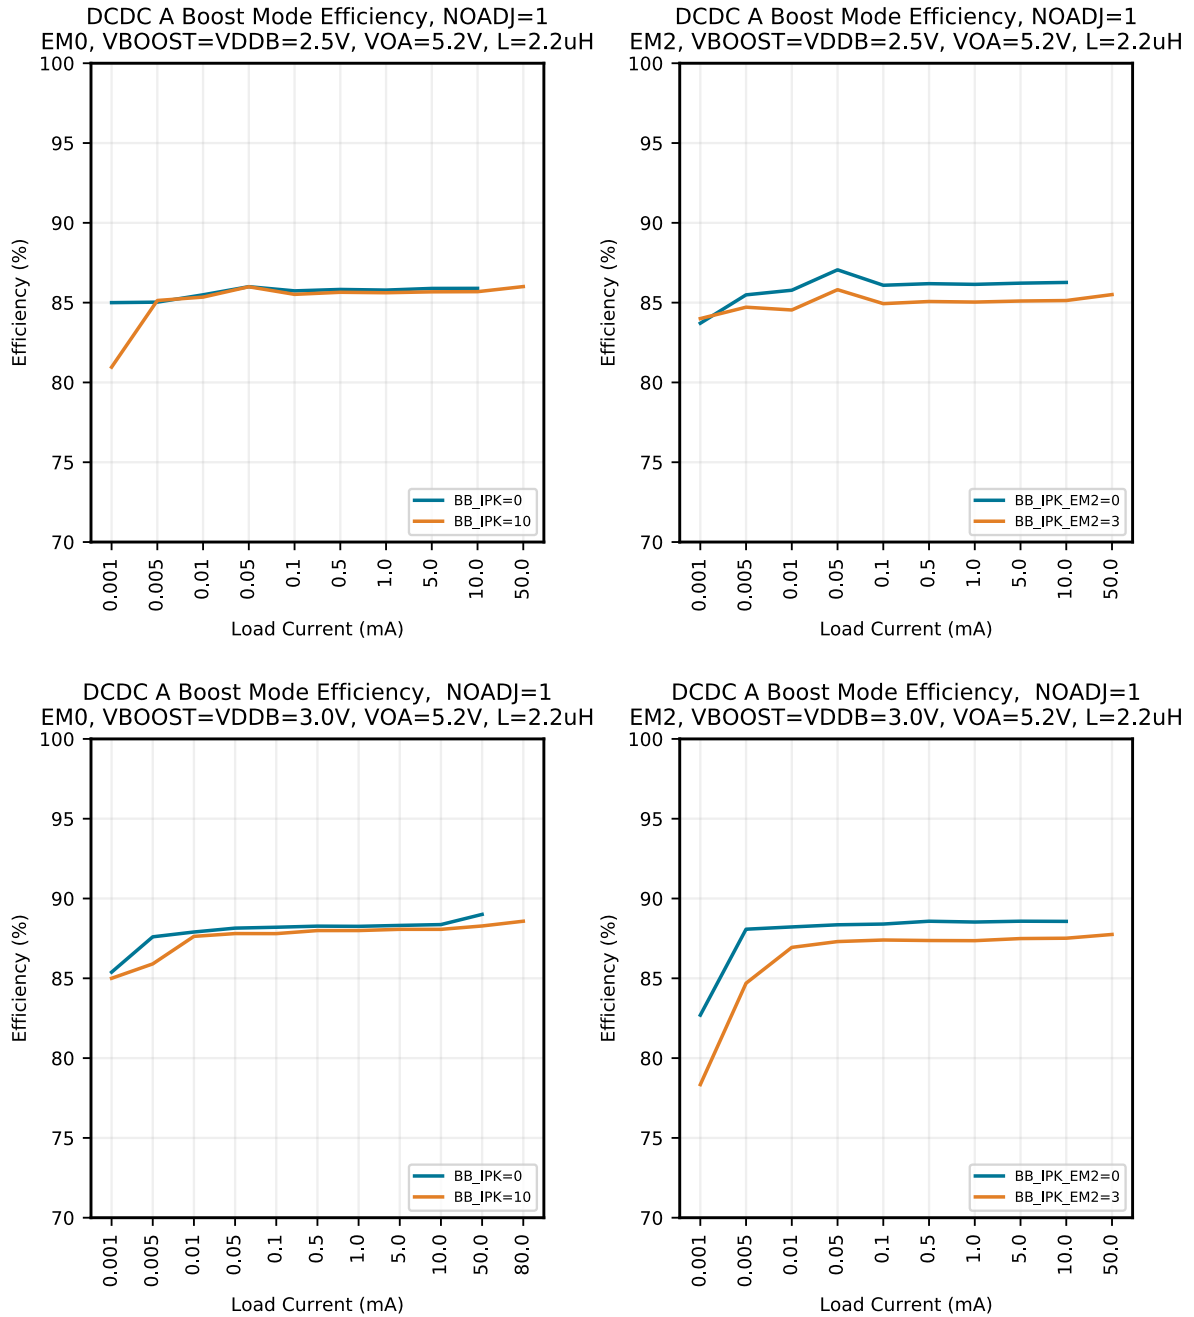 DCDC A Boost Mode Efficiency, NOADJ=1
EM0, VBOOST=VDDB=2.5V, VOA=5.2V, L=2.2uH
100
95
90
85
80
75
70
Efficiency (%)
BB_IPK=0
BB_IPK=10
0.001
0.005
0.01
0.05
0.1
0.5
1.0
5.0
10.0
50.0
Load Current (mA)
DCDC A Boost Mode Efficiency, NOADJ=1
EM2, VBOOST=VDDB=2.5V, VOA=5.2V, L=2.2uH
100
95
90
85
80
75
70
Efficiency (%)
BB_IPK_EM2=0
BB_IPK_EM2=3
0.001
0.005
0.01
0.05
0.1
0.5
1.0
5.0
10.0
50.0
Load Current (mA)
DCDC A Boost Mode Efficiency,  NOADJ=1
EM0, VBOOST=VDDB=3.0V, VOA=5.2V, L=2.2uH
100
95
90
85
80
75
70
Efficiency (%)
BB_IPK=0
BB_IPK=10
0.001
0.005
0.01
0.05
0.1
0.5
1.0
5.0
10.0
50.0
80.0
Load Current (mA)
DCDC A Boost Mode Efficiency,  NOADJ=1
EM2, VBOOST=VDDB=3.0V, VOA=5.2V, L=2.2uH
100
95
90
85
80
75
70
Efficiency (%)
BB_IPK_EM2=0
BB_IPK_EM2=3
0.001
0.005
0.01
0.05
0.1
0.5
1.0
5.0
10.0
50.0
Load Current (mA)